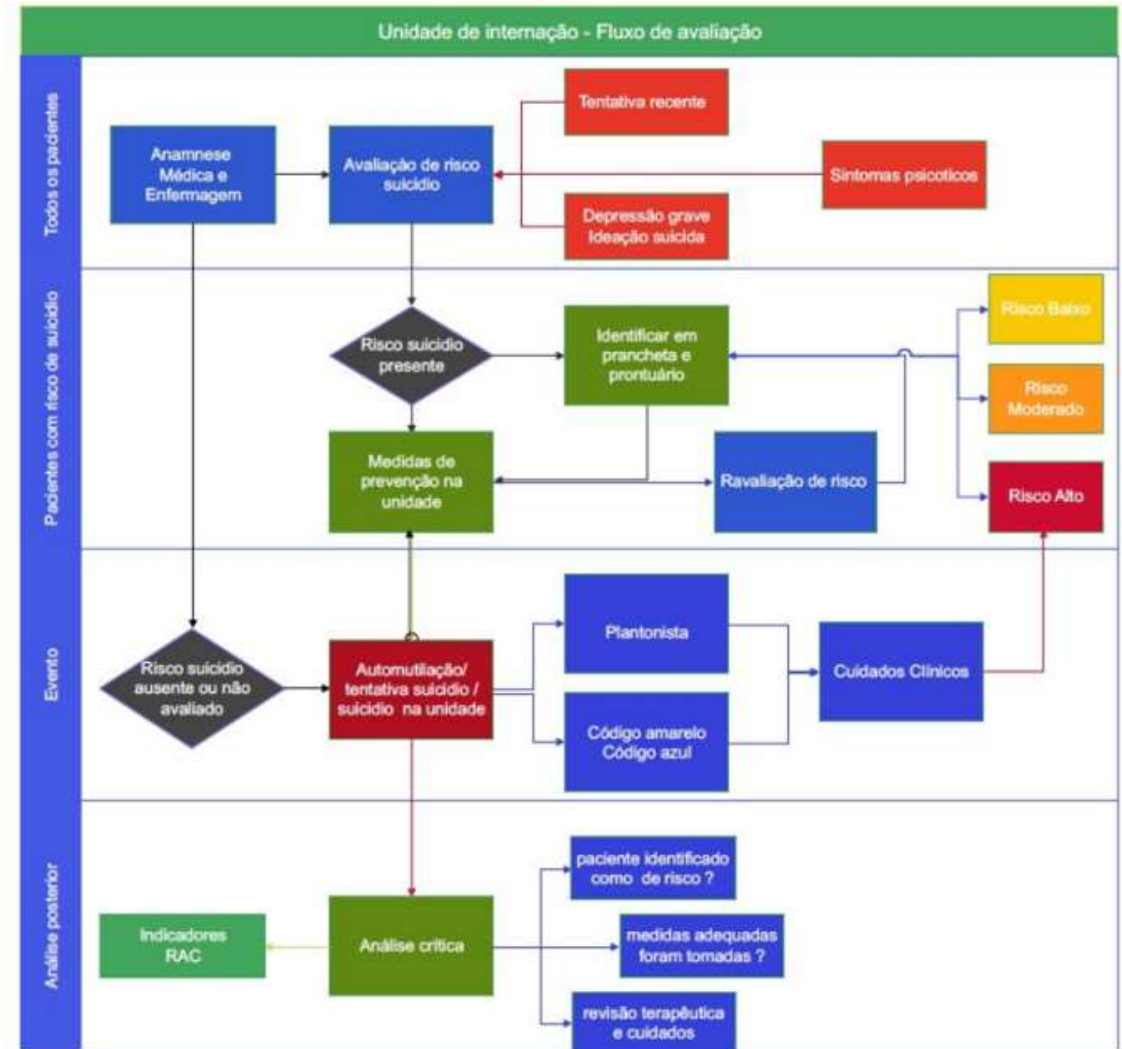 Unidade de internação - Fluxo de avaliação
Todos os pacientes
Anamnese
Médica e
Enfermagem
Avaliação de risco
suicidio
Tentativa recente
Sintomas psicoticos
Depressão grave
Ideação suicida
Pacientes com risco de suicidio
Risco suicidio
presente
Identificar em
prancheta e
prontuário
Risco Baixo
Risco
Moderado
Medidas de
prevenção na
unidade
Ravaliação de risco
Risco Alto
Evento
Risco suicidio
ausente ou não
avaliado
Automutilação/
tentativa suicidio /
suicidio na unidade
Plantonista
Código amarelo
Código azul
Cuidados Clínicos
Análise posterior
Indicadores
RAC
Análise crítica
paciente identificado
como de risco ?
medidas adequadas
foram tomadas ?
revisão terapêutica
e cuidados